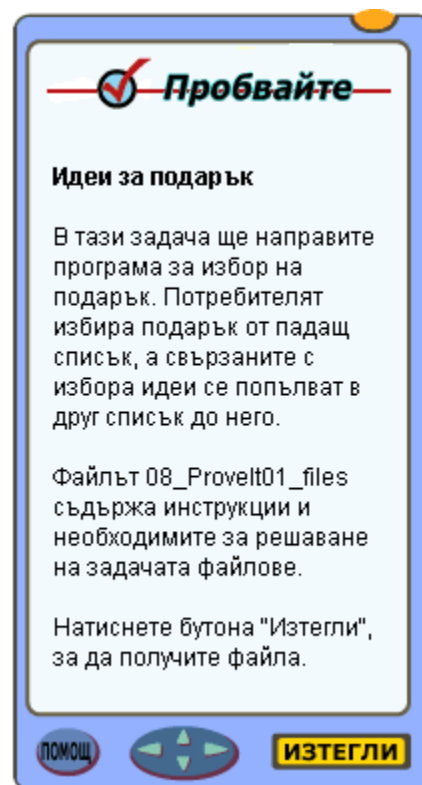 Пробвайте
Идеи за подарък
В тази задача ще направите
програма за избор на
подарък. Потребителят
избира подарък от падащ
списък, а свързаните с
избора идеи се попълват в
друг списък до него.
Файлът 08_ProveIt01_files
съдържа инструкции и
необходимите за решаване
на задачата файлове.
Натиснете бутона "Изтегли",
за да получите файла.
ПОМОЩ
ИЗТЕГЛИ